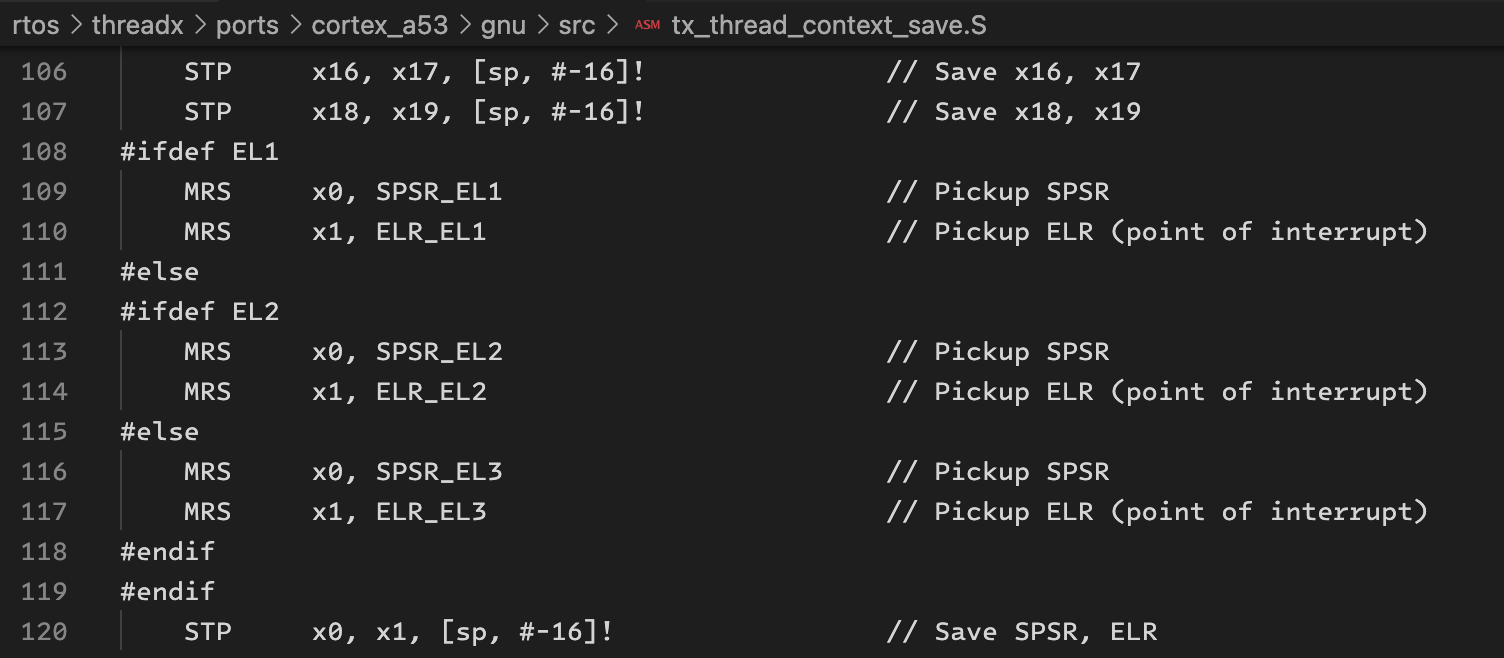 rtos > threadx > ports > cortex_a53 > gnu > src > ASM tx_thread_context_save.S
106 STP x16, x17, [sp, #-16]! // Save x16, x17
107 STP x18, x19, [sp, #-16]! // Save x18, x19
108 #ifdef EL1
109 MRS x0, SPSR_EL1 // Pickup SPSR
110 MRS x1, ELR_EL1 // Pickup ELR (point of interrupt)
111 #else
112 #ifdef EL2
113 MRS x0, SPSR_EL2 // Pickup SPSR
114 MRS x1, ELR_EL2 // Pickup ELR (point of interrupt)
115 #else
116 MRS x0, SPSR_EL3 // Pickup SPSR
117 MRS x1, ELR_EL3 // Pickup ELR (point of interrupt)
118 #endif
119 #endif
120 STP x0, x1, [sp, #-16]! // Save SPSR, ELR